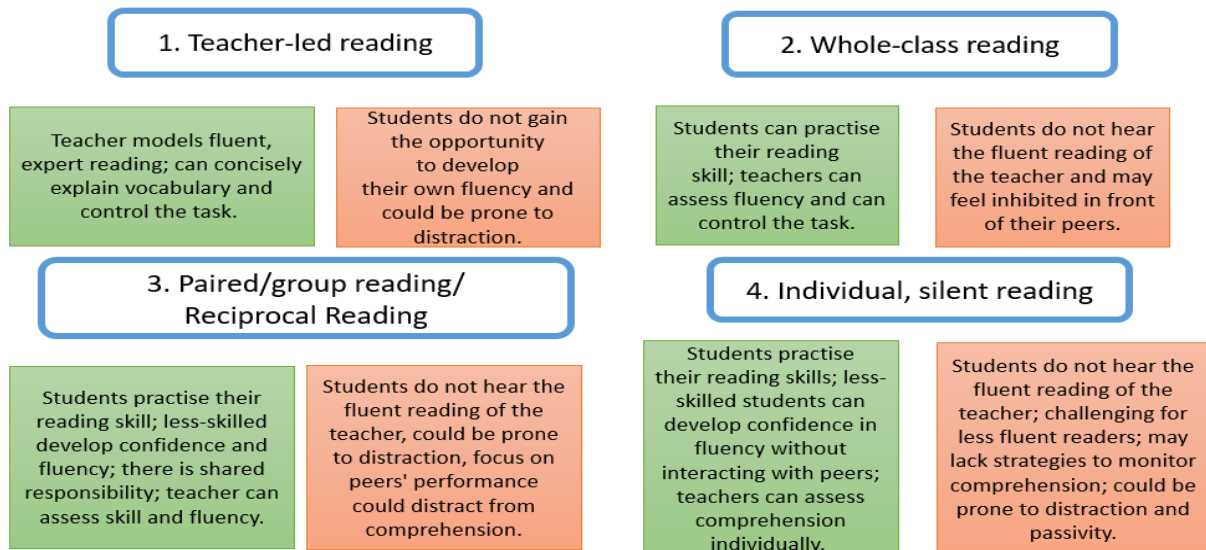 1. Teacher-led reading
Teacher models fluent,
expert reading; can concisely
explain vocabulary and
control the task.
Students do not gain
the opportunity
to develop
their own fluency and
could be prone to
distraction.
2. Whole-class reading
Students can practise
their reading
skill; teachers can
assess fluency and can
control the task.
Students do not hear
the fluent reading of
the teacher and may
feel inhibited in front
of their peers.
3. Paired/group reading/
Reciprocal Reading
Students practise their
reading skill; less-skilled
develop confidence and
fluency; there is shared
responsibility; teacher can
assess skill and fluency.
Students do not hear the
fluent reading of the
teacher, could be prone
to distraction, focus on
peers' performance
could distract from
comprehension.
4. Individual, silent reading
Students practise
their reading skills; less-
skilled students can
develop confidence in
fluency without
interacting with peers;
teachers can assess
comprehension
individually.
Students do not hear the
fluent reading of the
teacher; challenging for
less fluent readers; may
lack strategies to monitor
comprehension; could be
prone to distraction and
passivity.